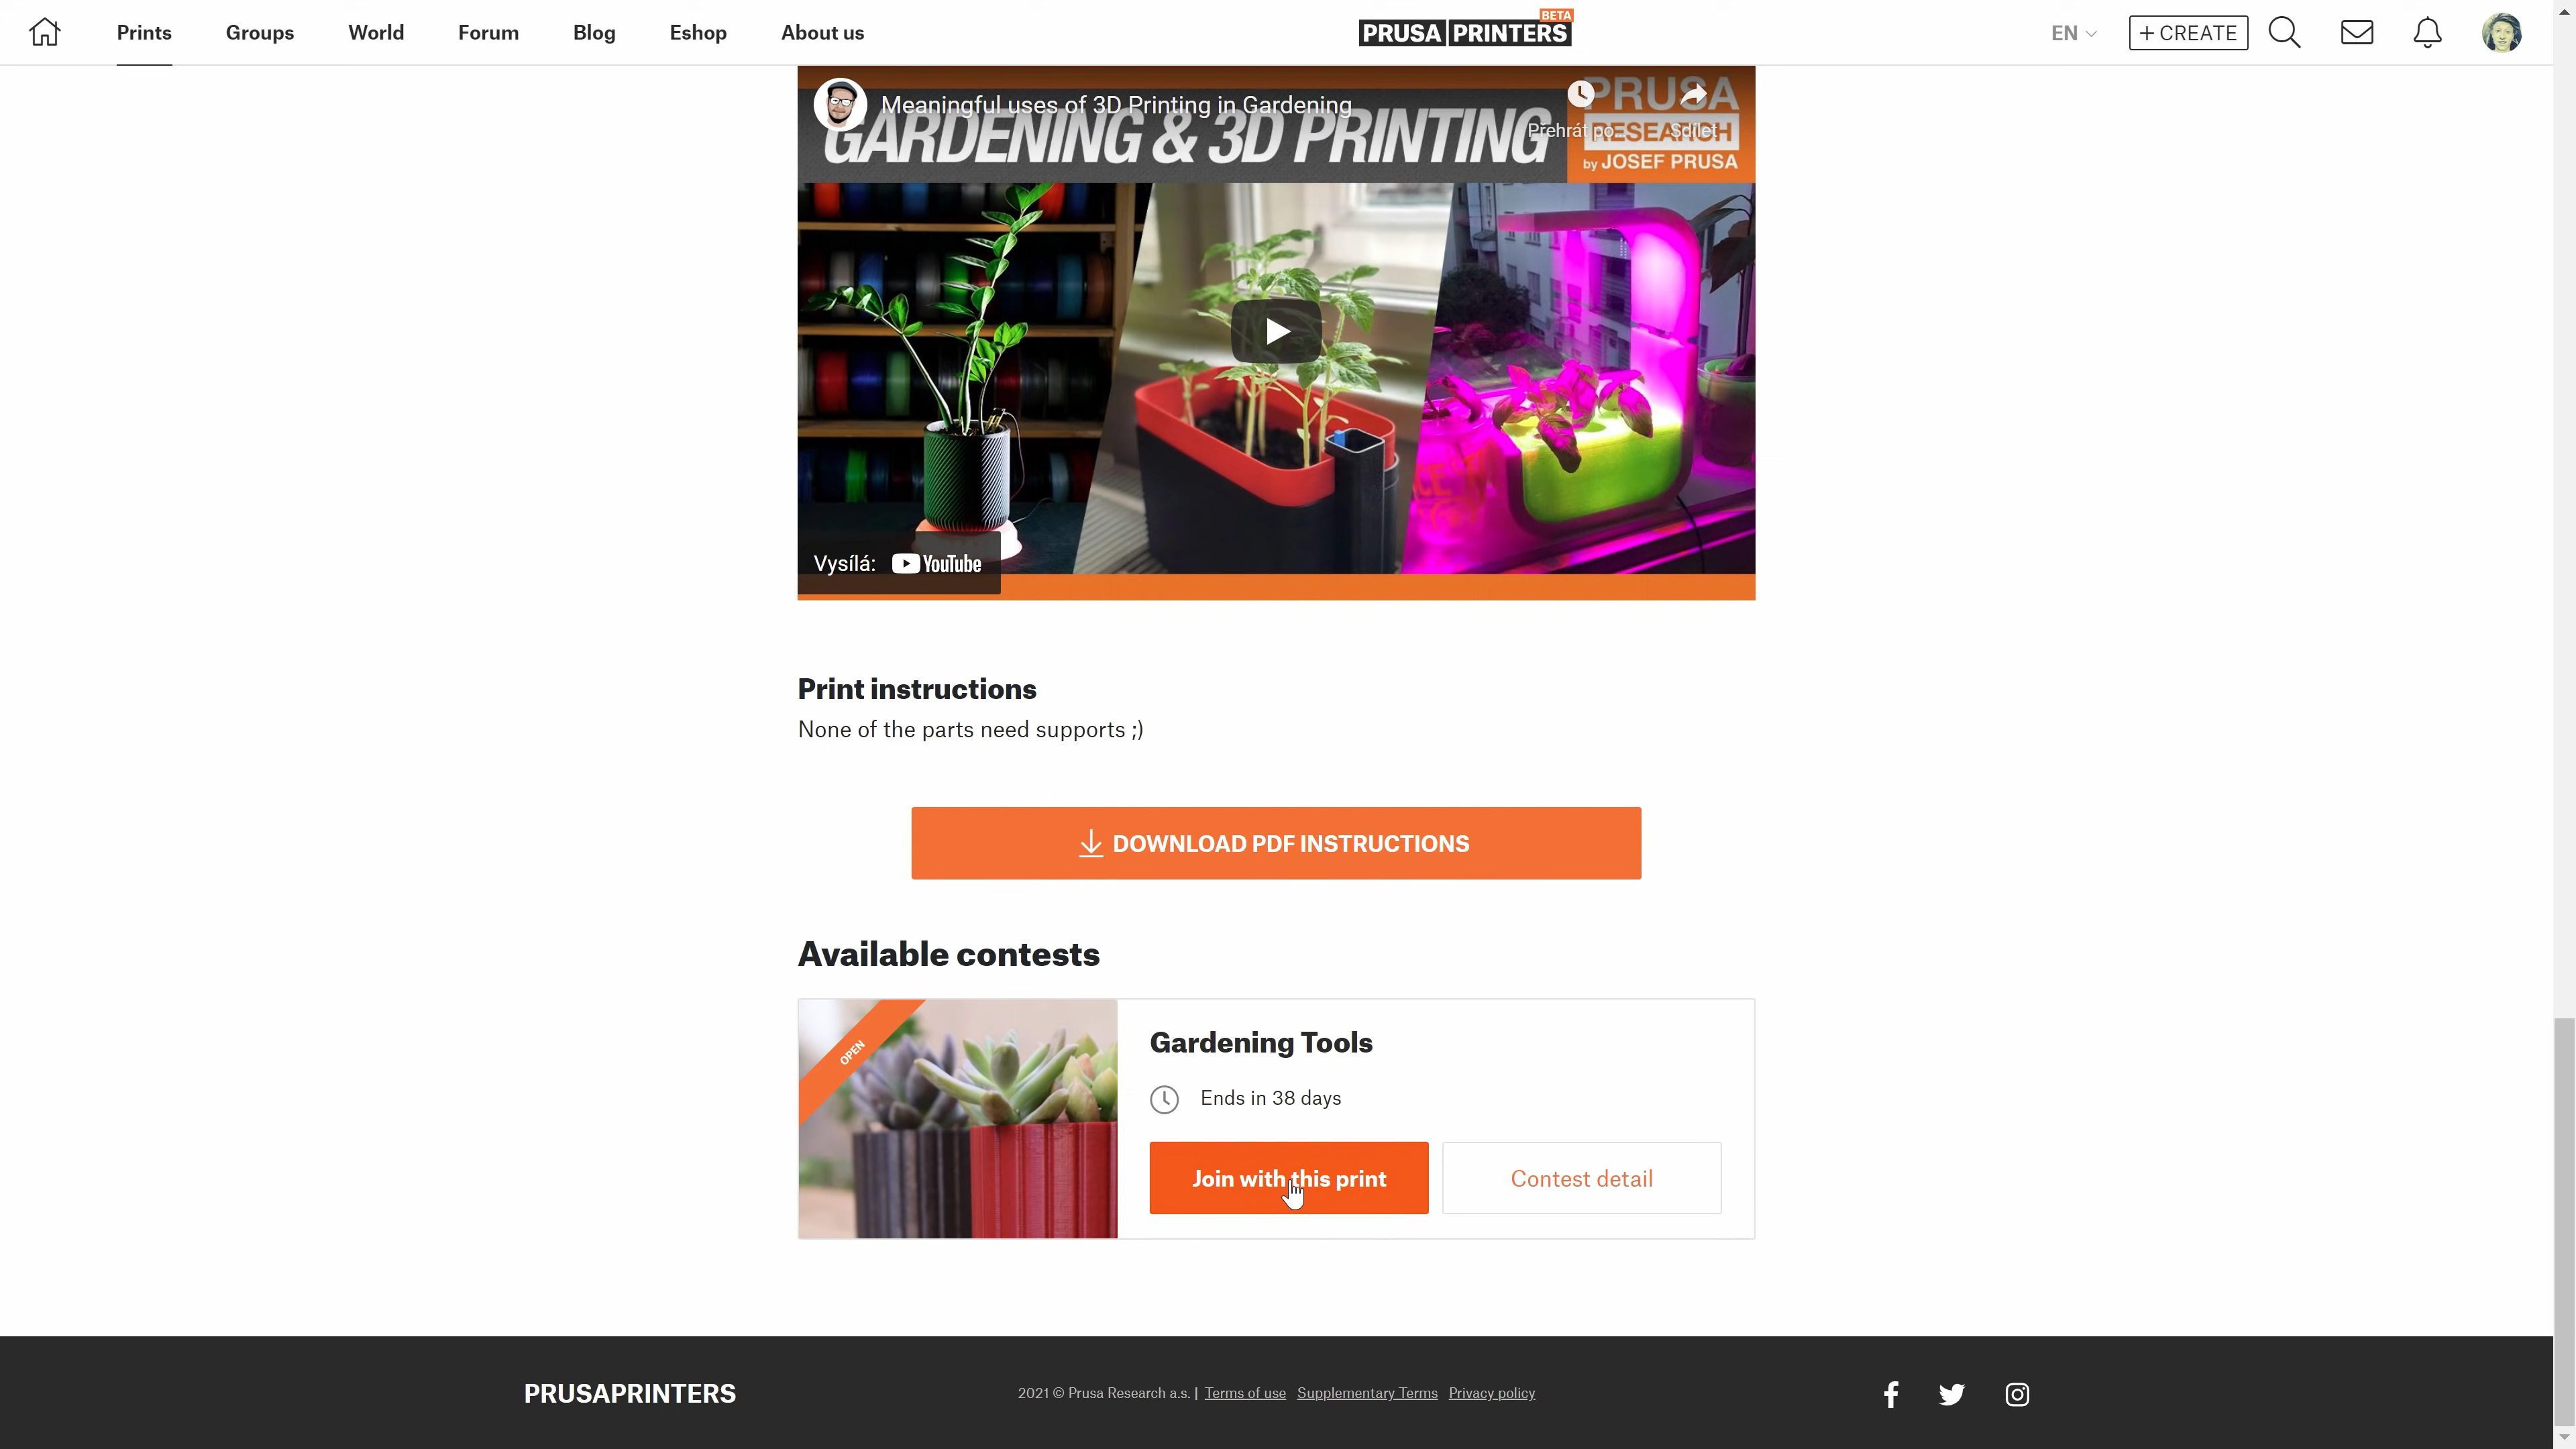 Prints Groups World Forum Blog Eshop About us PRUSA PRINTERS BETA EN + CREATE
Meaningful uses of 3D Printing in Gardening
GARDENING & 3D PRINTING
Přehrát po... Sdílet
PRUSA
RESEARCH
by JOSEF PRUSA
Vysílá: YouTube
Print instructions
None of the parts need supports ;)
DOWNLOAD PDF INSTRUCTIONS
Available contests
OPEN
Gardening Tools
Ends in 38 days
Join with this print Contest detail
PRUSAPRINTERS 2021 © Prusa Research a.s. | Terms of use Supplementary Terms Privacy policy